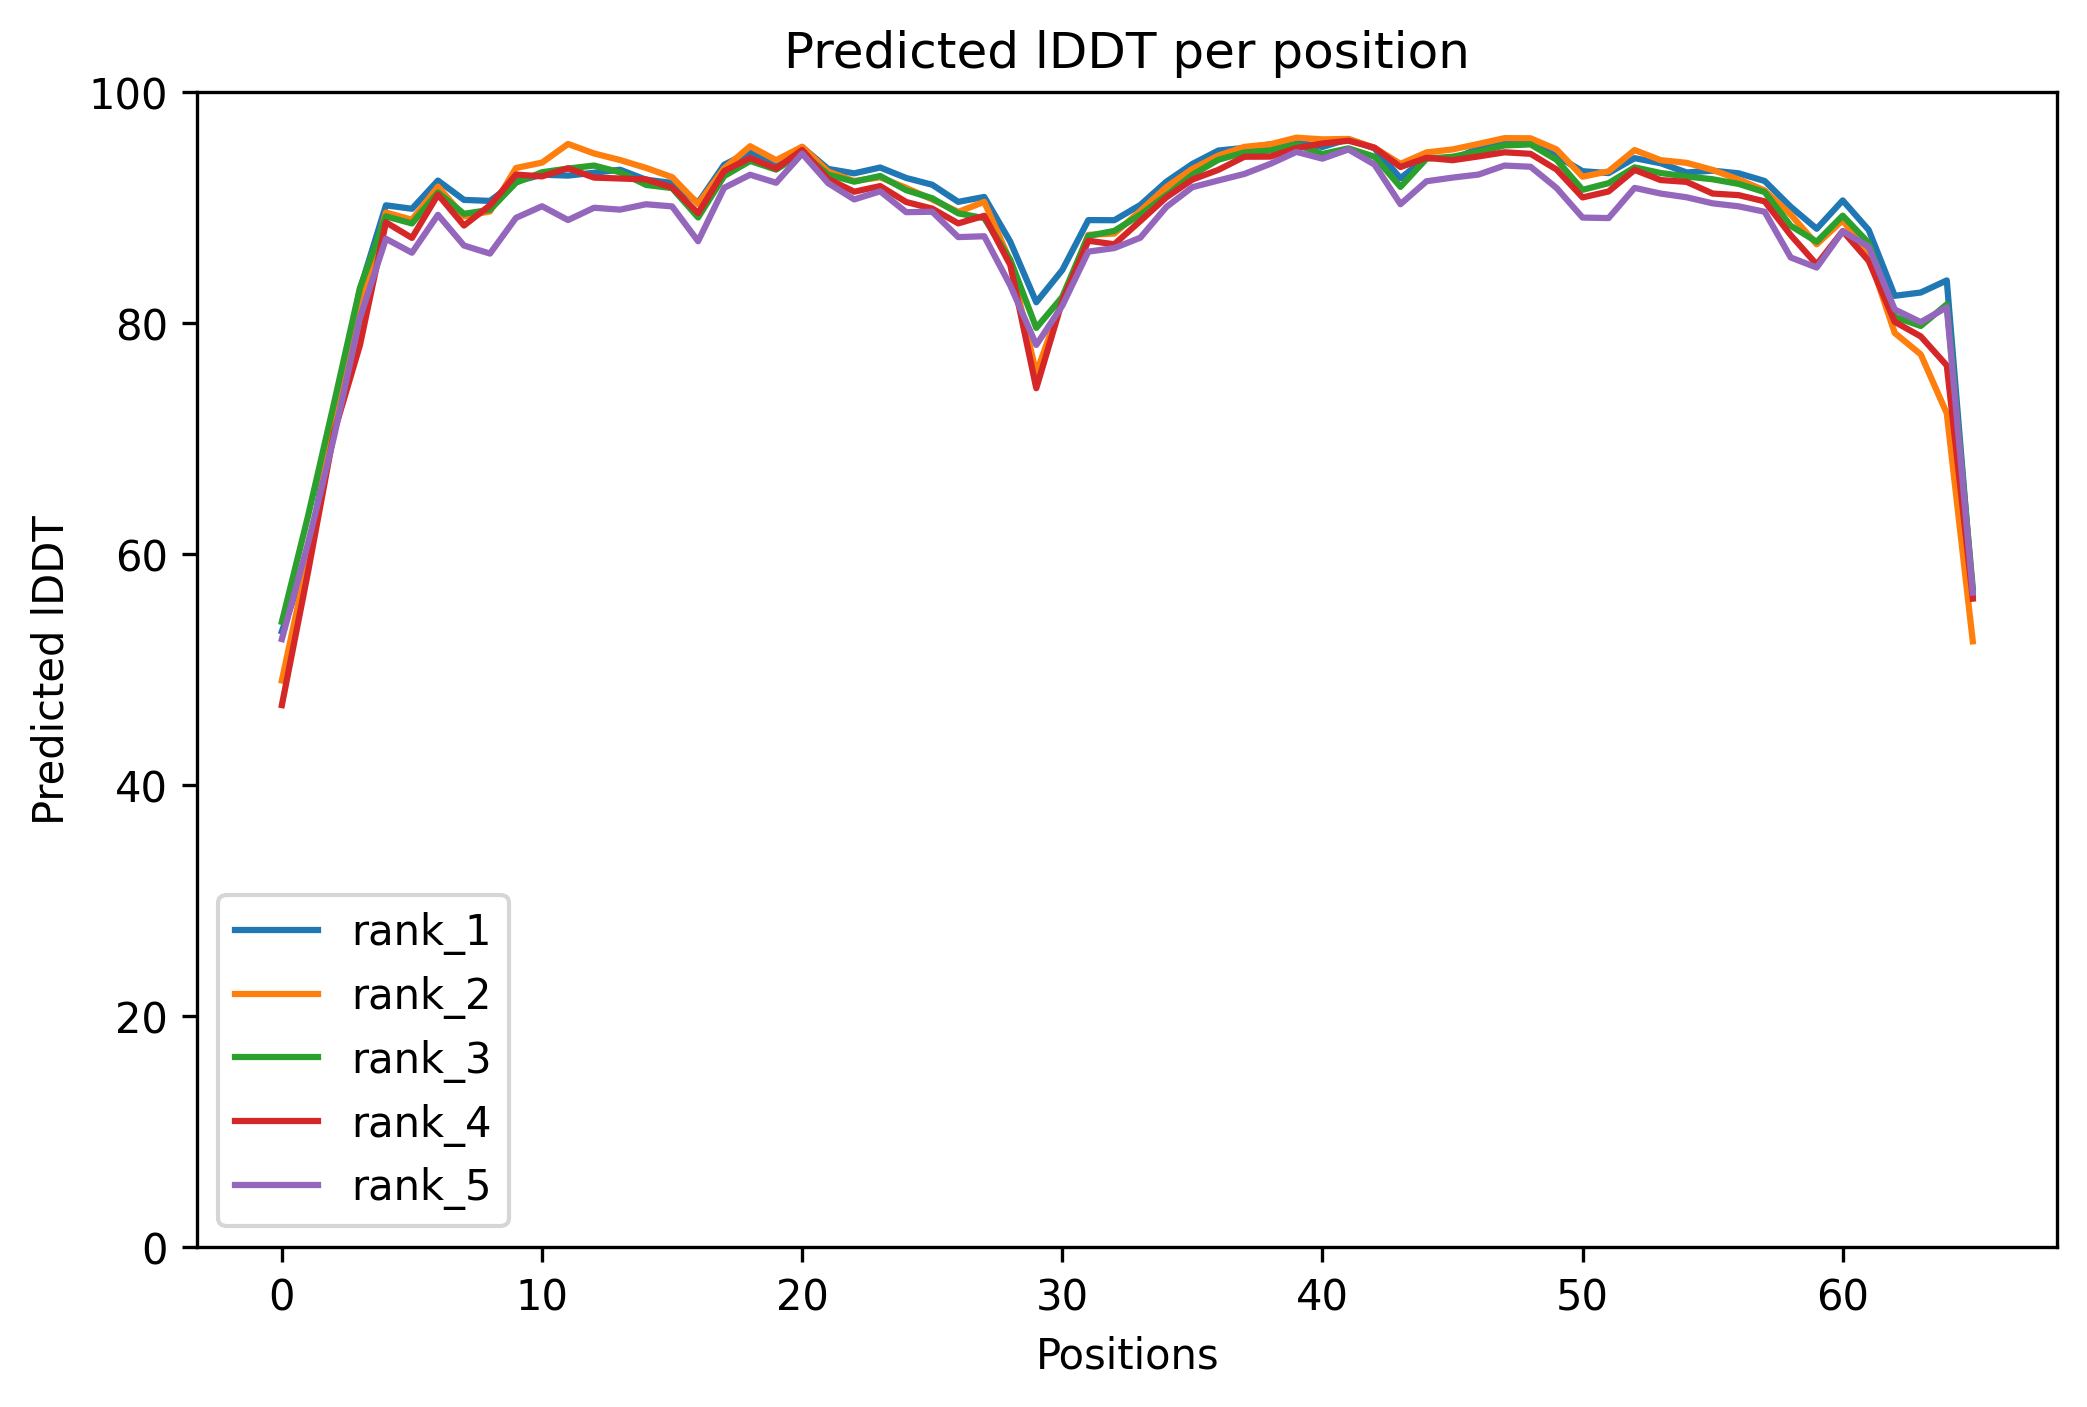 Predicted lDDT per position
100
80
60
40
20
0
Predicted lDDT
rank_1
rank_2
rank_3
rank_4
rank_5
0 10 20 30 40 50 60
Positions